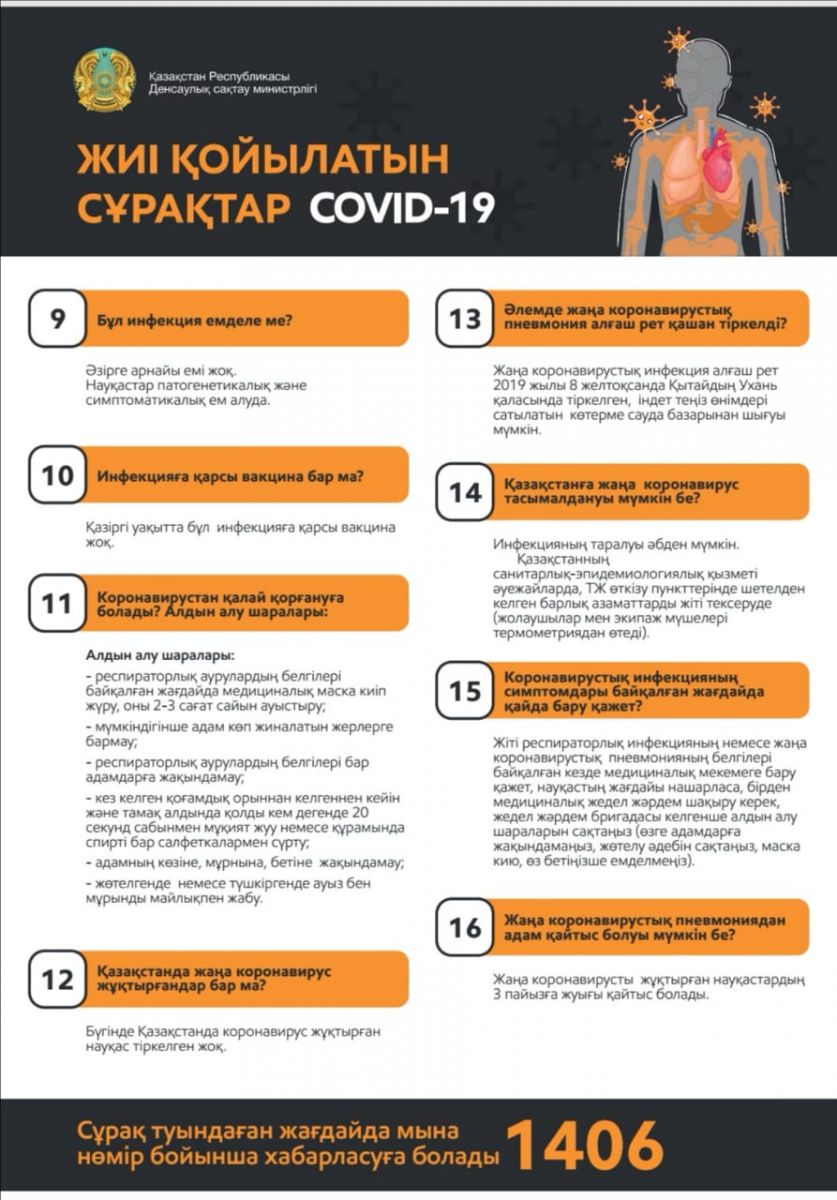 Қазақстан Республикасы
Денсаулық сақтау министрлігі
ЖИІ ҚОЙЫЛАТЫН
СҰРАҚТАР COVID-19
9
Бұл инфекция емделе ме?
Әзірге арнайы емі жоқ.
Науқастар патогенетикалық және
симптоматикалық ем алуда.
10
Инфекцияға қарсы вакцина бар ма?
Қазіргі уақытта бұл инфекцияға қарсы вакцина
жоқ.
11
Коронавирустан қалай қорғануға
болады? Алдын алу шаралары:
Алдын алу шаралары:
- респираторлық аурулардың белгілері
байқалған жағдайда медициналық маска киіп
жүру, оны 2-3 сағат сайын ауыстыру;
- мүмкіндігінше адам көп жиналатын жерлерге
бармау;
- респираторлық аурулардың белгілері бар
адамдарға жақындамау;
- кез келген қоғамдық орыннан келгеннен кейін
және тамақ алдында қолды кем дегенде 20
секунд сабынмен мұқият жуу немесе құрамында
спирті бар салфеткалармен сүрту;
- адамның көзіне, мұрнына, бетіне жақындамау;
- жөтелгенде немесе түшкіргенде ауыз бен
мұрынды майлықпен жабу.
12
Қазақстанда жаңа коронавирус
жұқтырғандар бар ма?
Бүгінде Қазақстанда коронавирус жұқтырған
науқас тіркелген жоқ.
13
Әлемде жаңа коронавирустық
пневмония алғаш рет қашан тіркелді?
Жаңа коронавирустық инфекция алғаш рет
2019 жылы 8 желтоқсанда Қытайдың Ухань
қаласында тіркелген, індет теңіз өнімдері
сатылатын көтерме сауда базарынан шығуы
мүмкін.
14
Қазақстанға жаңа коронавирус
тасымалдануы мүмкін бе?
Инфекцияның таралуы әбден мүмкін.
Қазақстанның
санитарлық-эпидемиологиялық қызметі
әуежайларда, ТЖ өткізу пункттерінде шетелден
келген барлық азаматтарды жіті тексеруде
(жолаушылар мен экипаж мүшелері
термометриядан өтеді).
15
Коронавирустық инфекцияның
симптомдары байқалған жағдайда
қайда бару қажет?
Жіті респираторлық инфекцияның немесе жаңа
коронавирустық пневмонияның белгілері
байқалған кезде медициналық мекемеге бару
қажет, науқастың жағдайы нашарласа, бірден
медициналық жедел жәрдем шақыру керек,
жедел жәрдем бригадасы келгенше алдын алу
шараларын сақтаңыз (өзге адамдарға
жақындамаңыз, жөтелу әдебін сақтаңыз, маска
кию, өз бетіңізше емделмеңіз).
16
Жаңа коронавирустық пневмониядан
адам қайтыс болуы мүмкін бе?
Жаңа коронавирусты жұқтырған науқастардың
3 пайызға жуығы қайтыс болады.
Сұрақ туындаған жағдайда мына
нөмір бойынша хабарласуға болады 1406